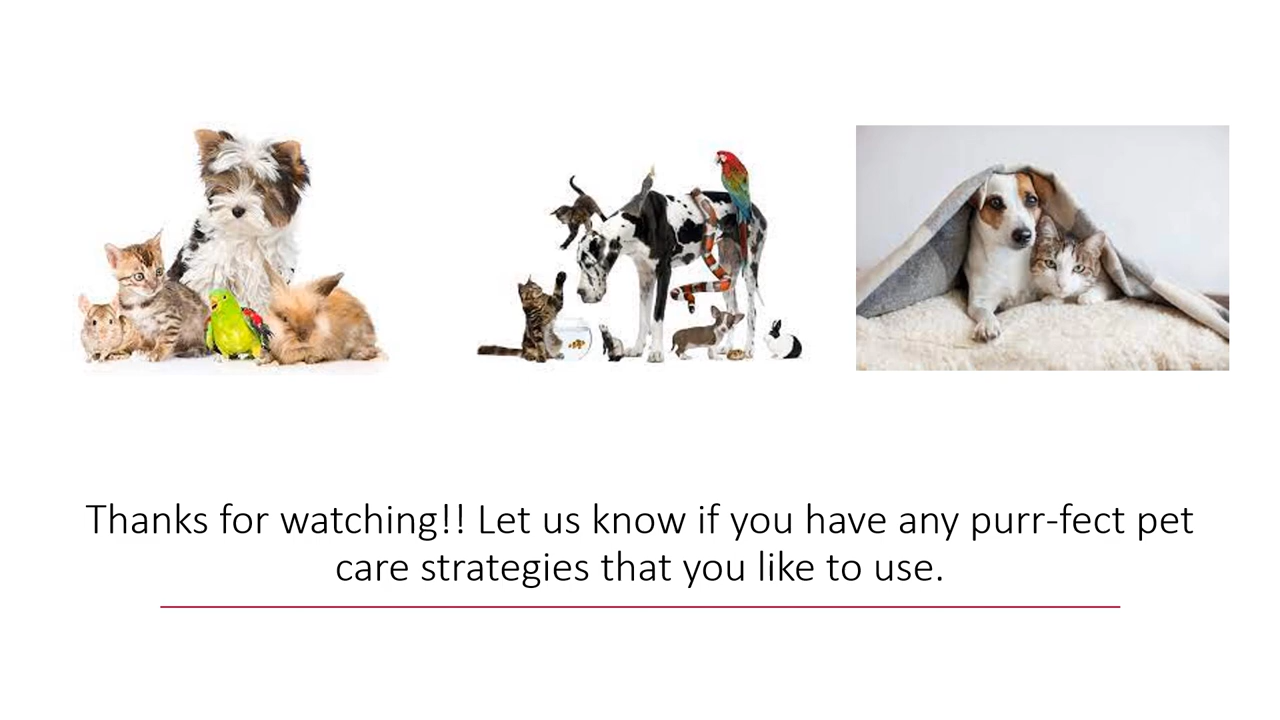 Thanks for watching!! Let us know if you have any purr-fect pet
care strategies that you like to use.